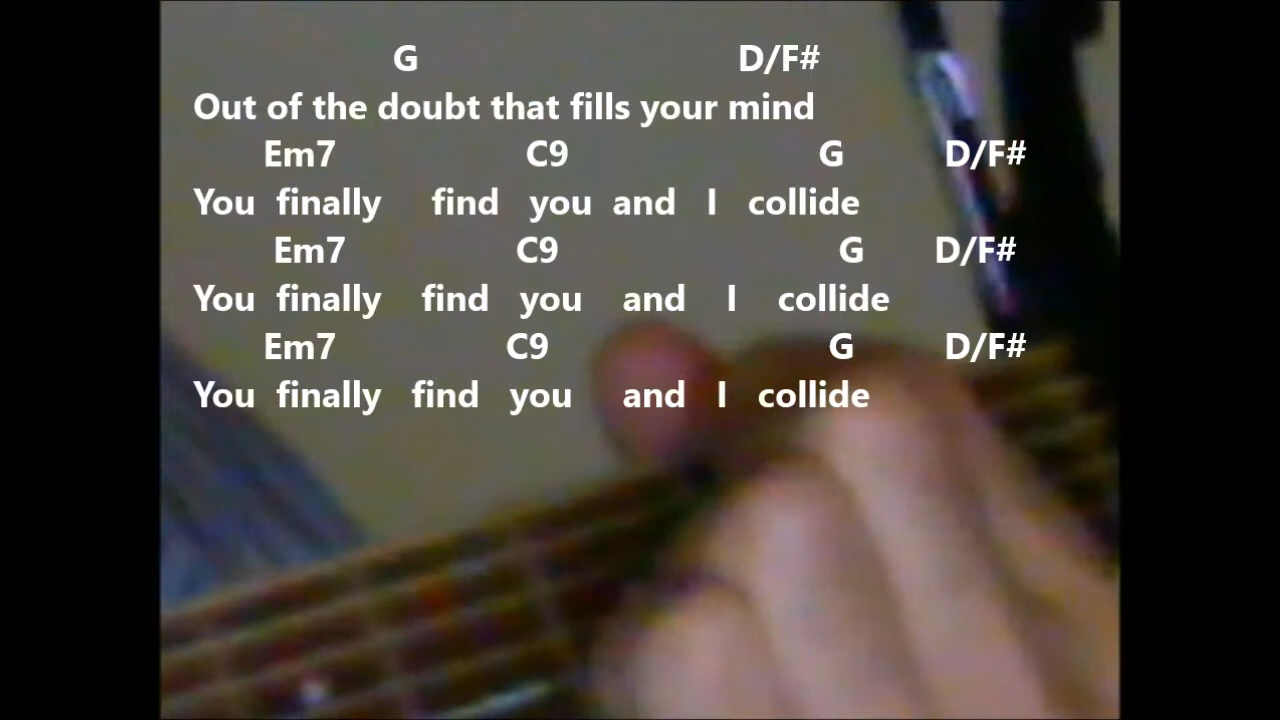 G D/F#
Out of the doubt that fills your mind
Em7 C9 G D/F#
You finally find you and I collide
Em7 C9 G D/F#
You finally find you and I collide
Em7 C9 G D/F#
You finally find you and I collide